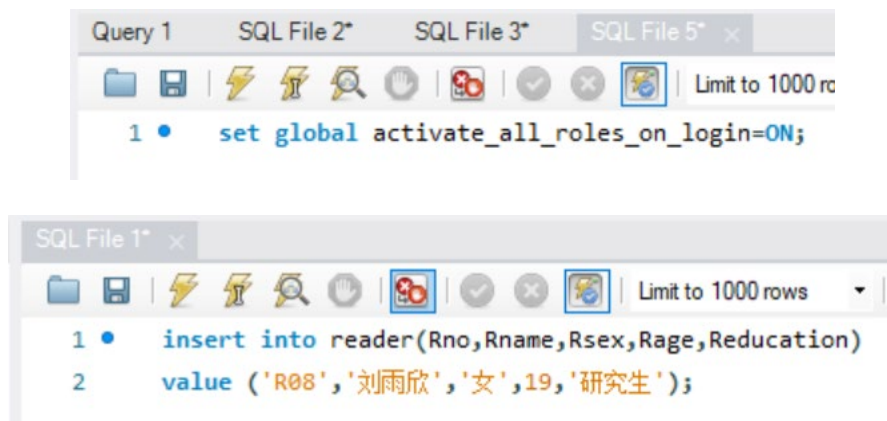 Query 1 SQL File 2* SQL File 3* SQL File 5*
Limit to 1000 ro
1 set global activate_all_roles_on_login=ON;
SQL File 1*
Limit to 1000 rows
1 insert into reader(Rno,Rname,Rsex,Rage,Reducation)
2 value ('R08','刘雨欣','女',19,'研究生');